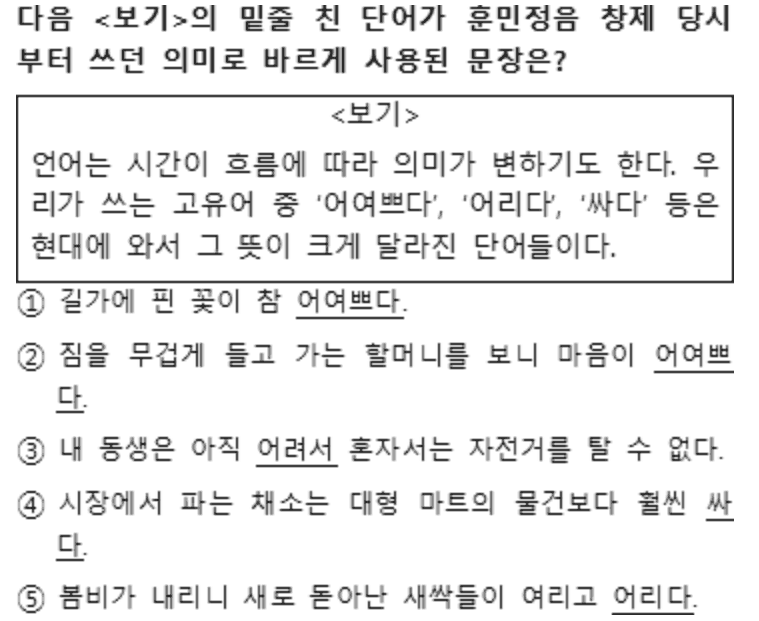 다음 <보기>의 밑줄 친 단어가 훈민정음 창제 당시
부터 쓰던 의미로 바르게 사용된 문장은?
<보기>
언어는 시간이 흐름에 따라 의미가 변하기도 한다. 우
리가 쓰는 고유어 중 '어여쁘다', '어리다', '싸다' 등은
현대에 와서 그 뜻이 크게 달라진 단어들이다.
① 길가에 핀 꽃이 참 어여쁘다.
② 짐을 무겁게 들고 가는 할머니를 보니 마음이 어여쁘
다.
③ 내 동생은 아직 어려서 혼자서는 자전거를 탈 수 없다.
④ 시장에서 파는 채소는 대형 마트의 물건보다 훨씬 싸
다.
⑤ 봄비가 내리니 새로 돋아난 새싹들이 여리고 어리다.